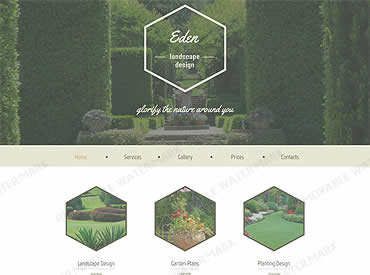 Eden
landscape
design
glorify the nature around you
Home • Services • Gallery • Prices • Contacts
Landscape Design
Garden Plans
Planting Design